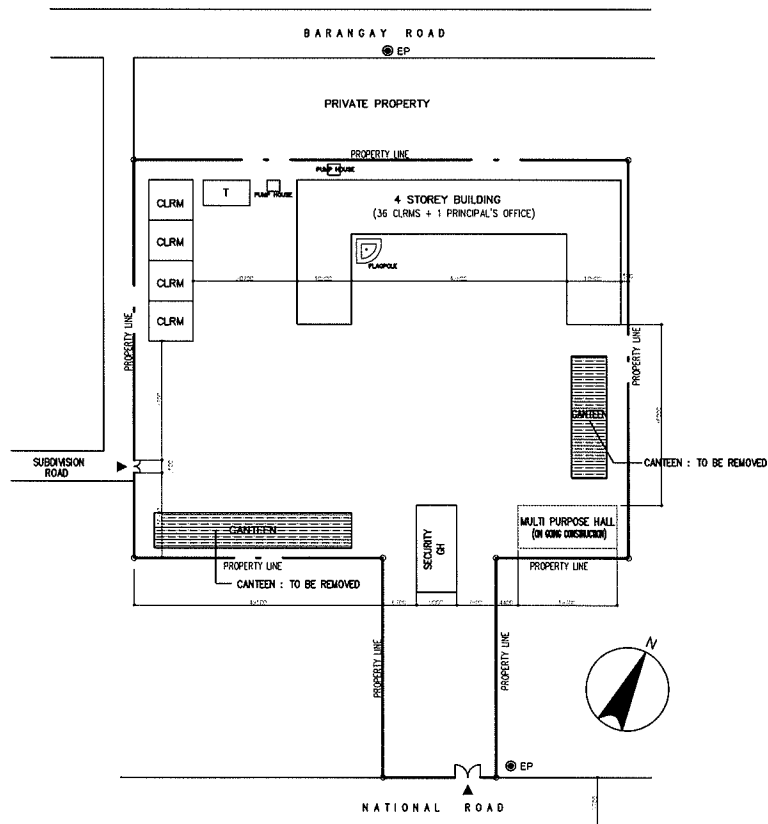 BARANGAY ROAD
EP
PRIVATE PROPERTY
PROPERTY LINE
PUMP HOUSE
T
PUMP HOUSE
4 STOREY BUILDING
(36 CLRMS + 1 PRINCIPAL'S OFFICE)
CLRM
CLRM
CLRM
CLRM
FLAGPOLE
PROPERTY LINE
PROPERTY LINE
CANTEEN
SUBDIVISION
ROAD
CANTEEN : TO BE REMOVED
CANTEEN
SECURITY
GH
MULTI PURPOSE HALL
(ON GOING CONSTRUCTION)
PROPERTY LINE
PROPERTY LINE
CANTEEN : TO BE REMOVED
PROPERTY LINE
PROPERTY LINE
N
EP
NATIONAL ROAD